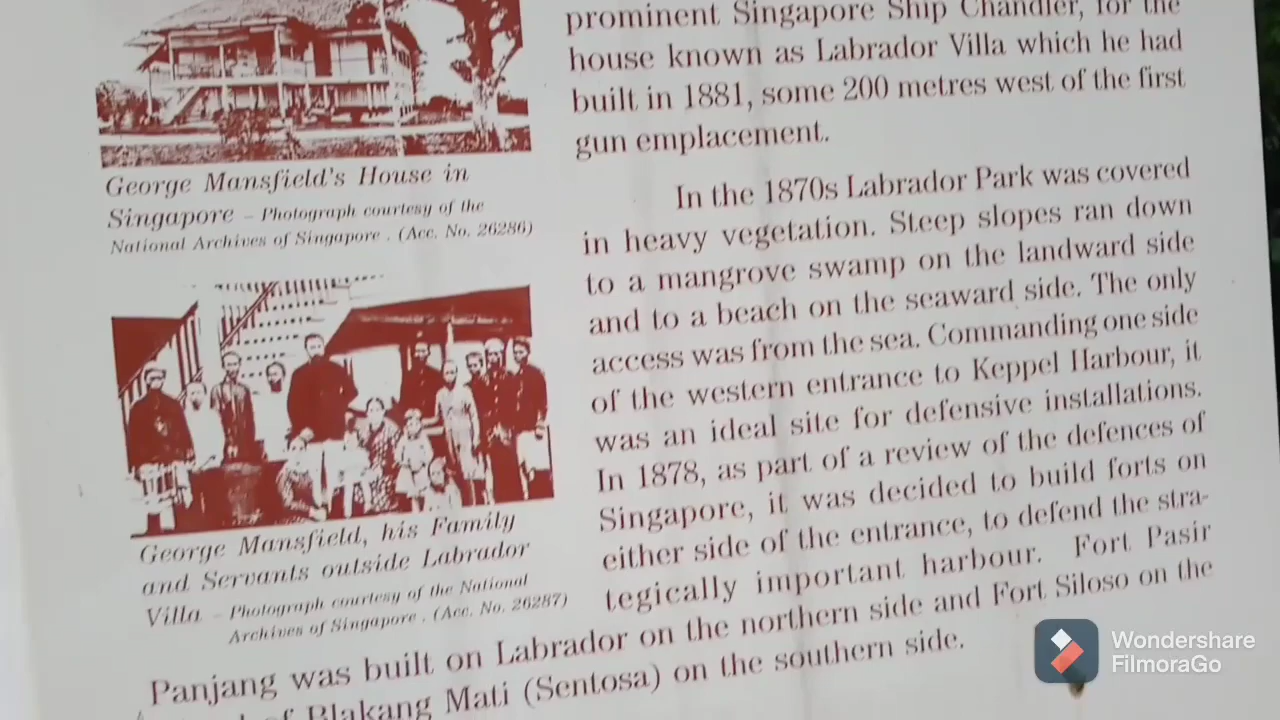 prominent Singapore Ship Chandler, for the
house known as Labrador Villa which he had
built in 1881, some 200 metres west of the first
gun emplacement.
George Mansfield's House in
Singapore – Photograph courtesy of the
National Archives of Singapore . (Acc. No. 26286)
In the 1870s Labrador Park was covered
in heavy vegetation. Steep slopes ran down
to a mangrove swamp on the landward side
and to a beach on the seaward side. The only
access was from the sea. Commanding one side
of the western entrance to Keppel Harbour, it
was an ideal site for defensive installations.
In 1878, as part of a review of the defences of
Singapore, it was decided to build forts on
either side of the entrance, to defend the stra-
tegically important harbour. Fort Pasir
George Mansfield, his Family
and Servants outside Labrador
Villa – Photograph courtesy of the National
Archives of Singapore . (Acc. No. 26287)
Panjang was built on Labrador on the northern side and Fort Siloso on the
of Blakang Mati (Sentosa) on the southern side.
Wondershare
FilmoraGo